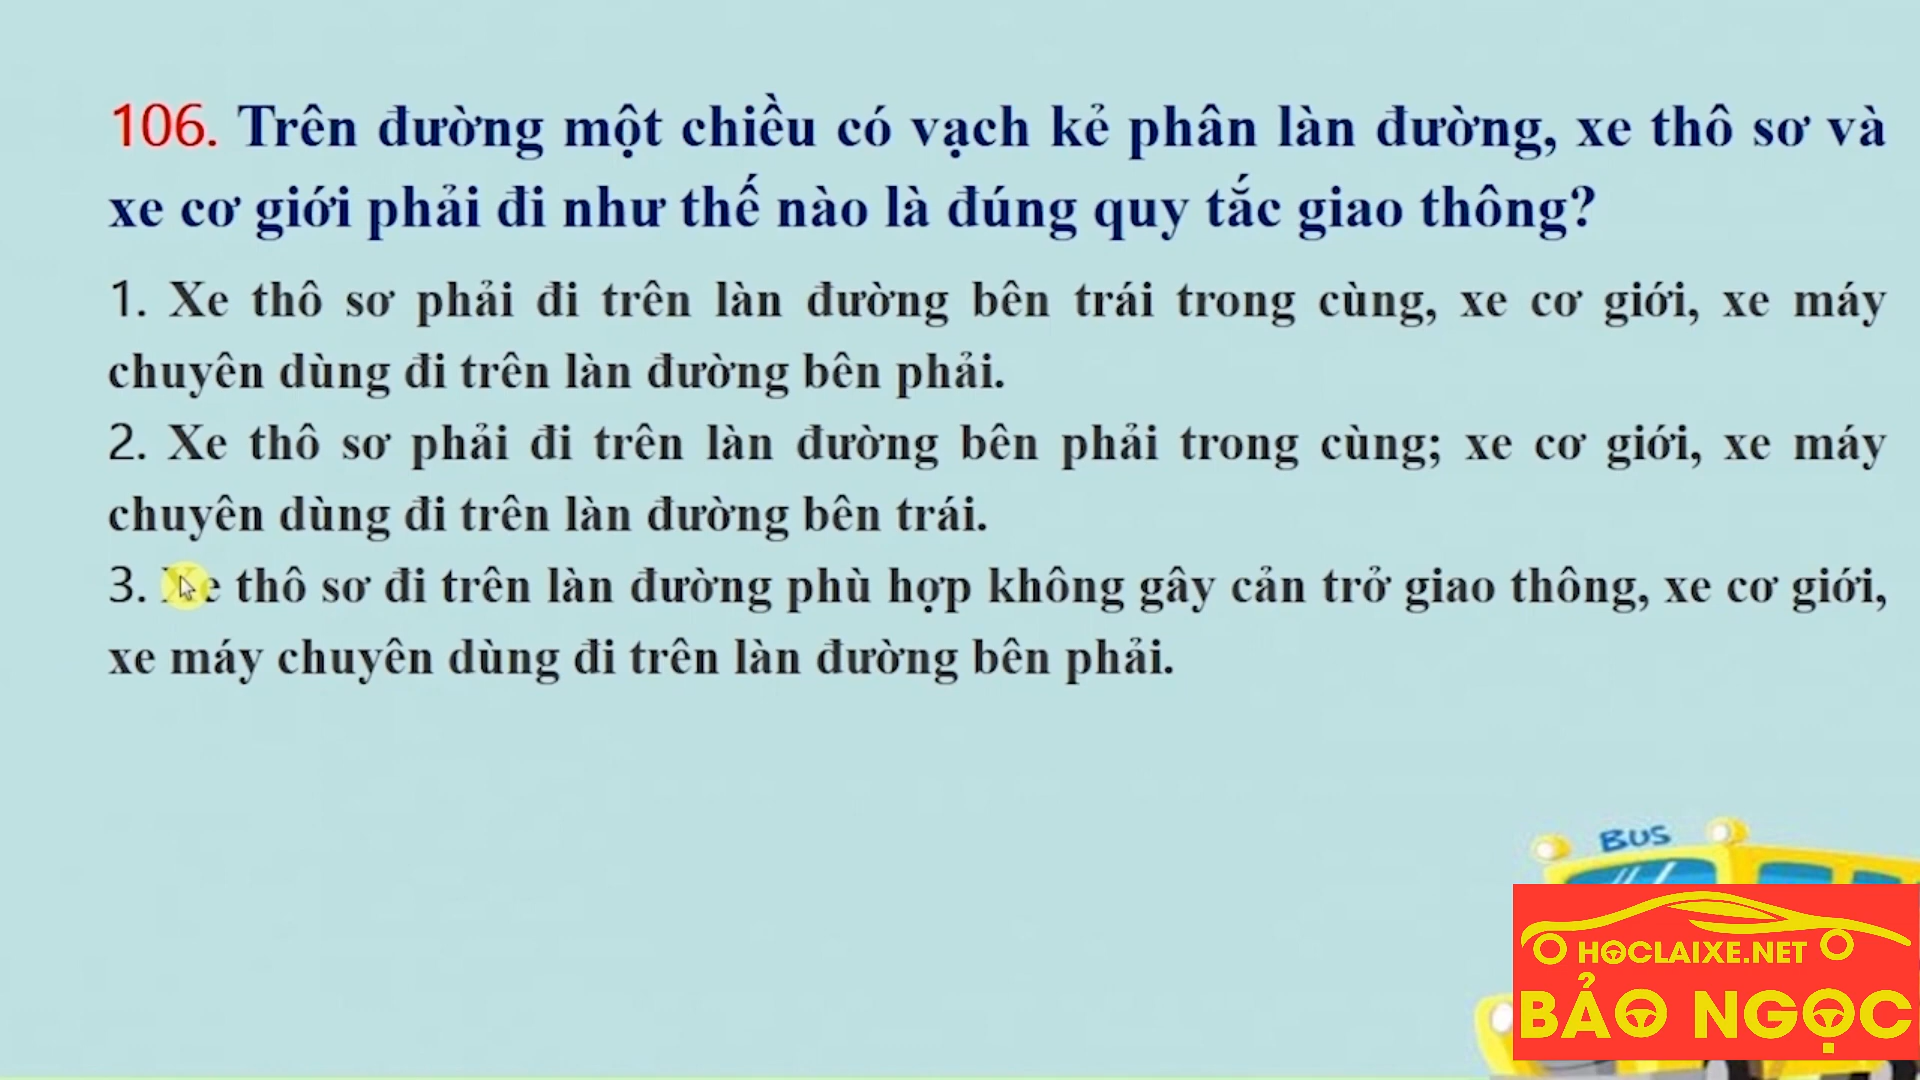 106. Trên đường một chiều có vạch kẻ phân làn đường, xe thô sơ và
xe cơ giới phải đi như thế nào là đúng quy tắc giao thông?
1. Xe thô sơ phải đi trên làn đường bên trái trong cùng, xe cơ giới, xe máy
chuyên dùng đi trên làn đường bên phải.
2. Xe thô sơ phải đi trên làn đường bên phải trong cùng; xe cơ giới, xe máy
chuyên dùng đi trên làn đường bên trái.
3. Xe thô sơ đi trên làn đường phù hợp không gây cản trở giao thông, xe cơ giới,
xe máy chuyên dùng đi trên làn đường bên phải.
BUS
HOCLAIXE.NET
BẢO NGỌC